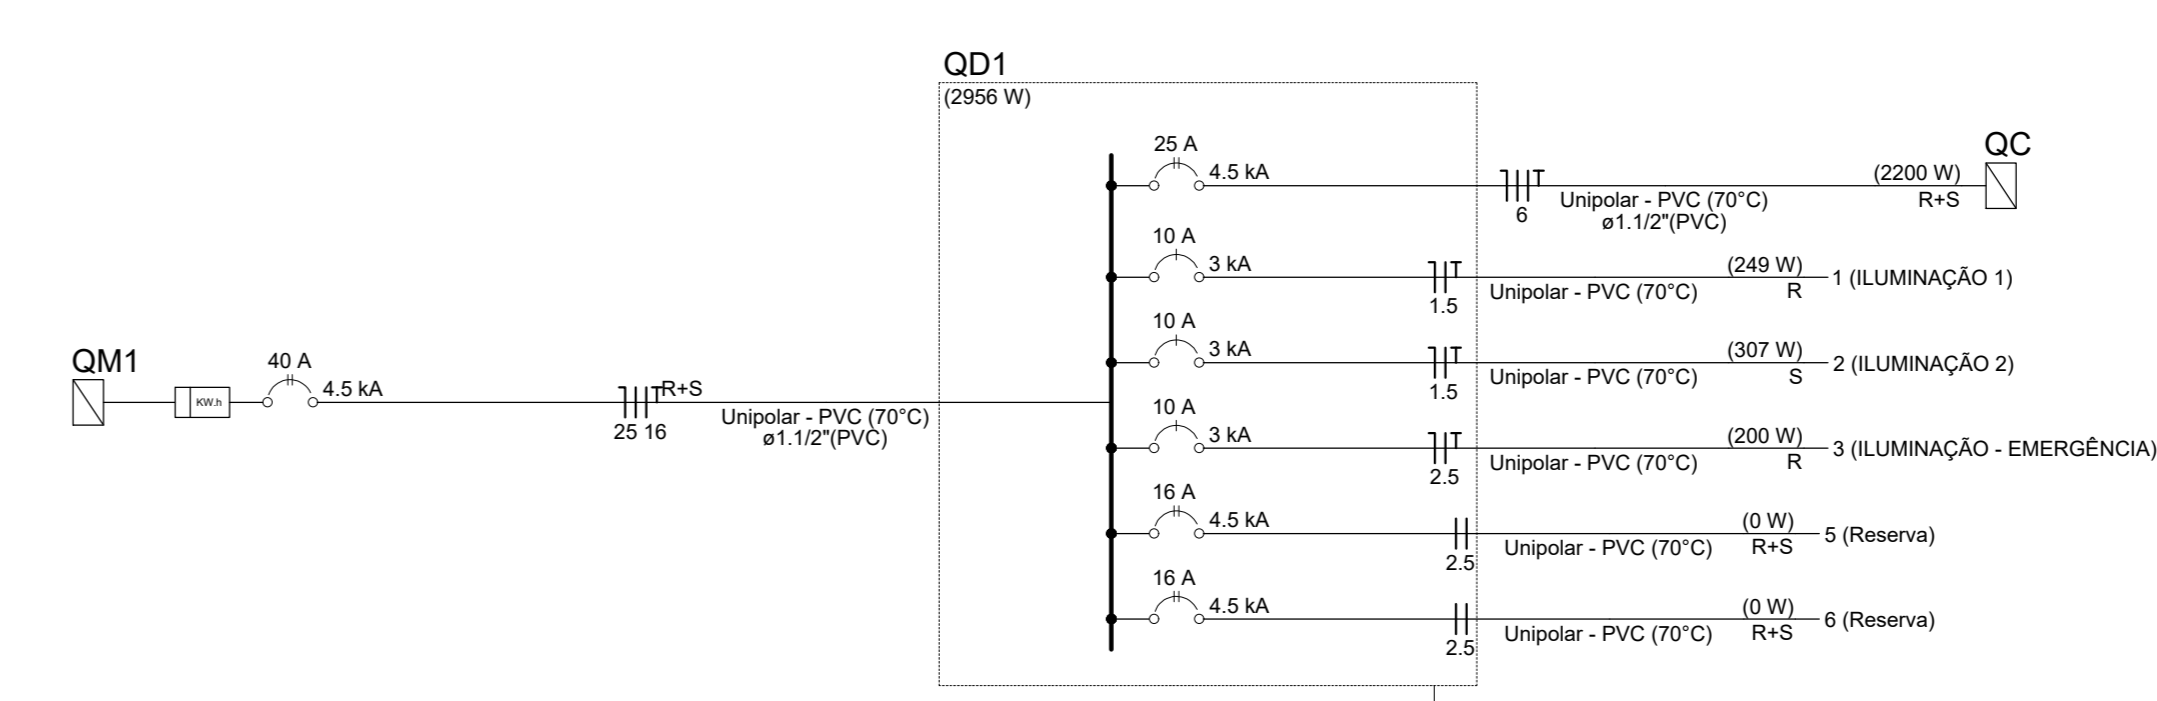 QD1
(2956 W)
25 A
4.5 kA
6
Unipolar - PVC (70°C)
ø1.1/2"(PVC)
(2200 W)
R+S
QC
10 A
3 kA
1.5
Unipolar - PVC (70°C)
(249 W)
R
1 (ILUMINAÇÃO 1)
10 A
3 kA
1.5
Unipolar - PVC (70°C)
(307 W)
S
2 (ILUMINAÇÃO 2)
QM1
KW.h
40 A
4.5 kA
R+S
25 16
Unipolar - PVC (70°C)
ø1.1/2"(PVC)
10 A
3 kA
2.5
Unipolar - PVC (70°C)
(200 W)
R
3 (ILUMINAÇÃO - EMERGÊNCIA)
16 A
4.5 kA
2.5
Unipolar - PVC (70°C)
(0 W)
R+S
5 (Reserva)
16 A
4.5 kA
2.5
Unipolar - PVC (70°C)
(0 W)
R+S
6 (Reserva)